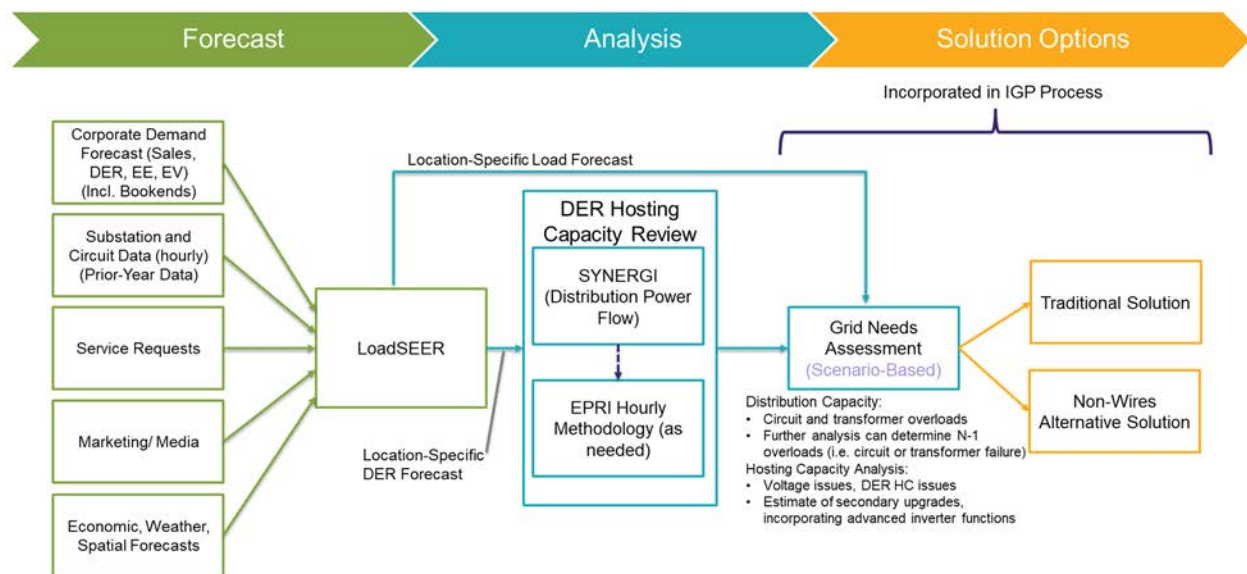 Forecast
Analysis
Solution Options
Incorporated in IGP Process
Corporate Demand
Forecast (Sales,
DER, EE, EV)
(Incl. Bookends)
Substation and
Circuit Data (hourly)
(Prior-Year Data)
Service Requests
Marketing/ Media
Economic, Weather,
Spatial Forecasts
LoadSEER
Location-Specific Load Forecast
Location-Specific
DER Forecast
DER Hosting
Capacity Review
SYNERGI
(Distribution Power
Flow)
EPRI Hourly
Methodology (as
needed)
Grid Needs
Assessment
(Scenario-Based)
Distribution Capacity:
• Circuit and transformer overloads
• Further analysis can determine N-1
overloads (i.e. circuit or transformer failure)
Hosting Capacity Analysis:
• Voltage issues, DER HC issues
• Estimate of secondary upgrades,
incorporating advanced inverter functions
Traditional Solution
Non-Wires
Alternative Solution